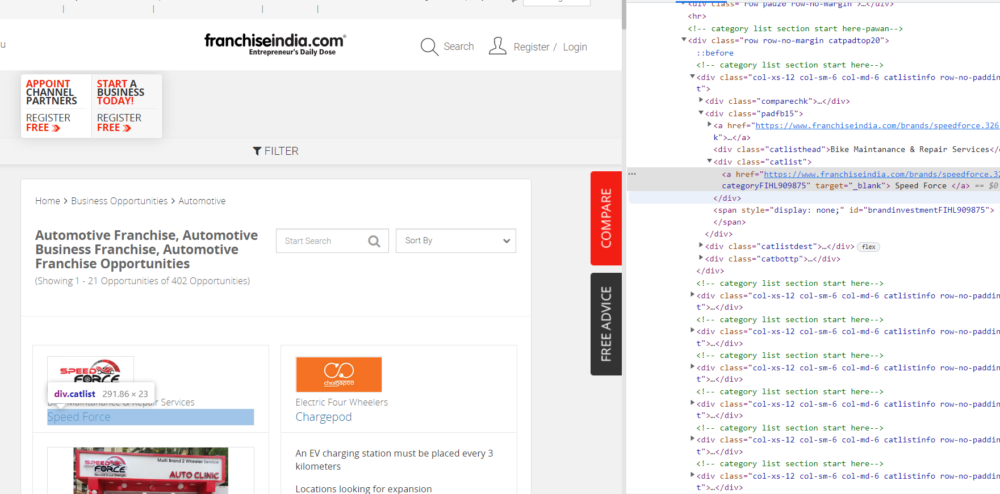 u
franchiseindia.com®
Entrepreneur's Daily Dose
Search
Register / Login
APPOINT
CHANNEL
PARTNERS
REGISTER
FREE
START A
BUSINESS
TODAY!
REGISTER
FREE
FILTER
Home > Business Opportunities > Automotive
Automotive Franchise, Automotive
Business Franchise, Automotive
Franchise Opportunities
(Showing 1 - 21 Opportunities of 402 Opportunities)
Start Search
Sort By
COMPARE
FREE ADVICE
SPEED
FORCE
div.catlist 291.86 × 23
Bike Maintanance & Repair Services
Speed Force
chargepod
Electric Four Wheelers
Chargepod
SPEED
FORCE
Service is our Strength
Multi Brand 2 Wheeler Service
AUTO CLINIC
An EV charging station must be placed every 3
kilometers
Locations looking for expansion
<div class="row pad20 row-no-margin">…</div>
<hr>
<!-- category list section start here-pawan-->
<div class="row row-no-margin catpadtop20">
::before
<!-- category list section start here-->
<div class="col-xs-12 col-sm-6 col-md-6 catlistinfo row-no-paddin
t">
<div class="comparechk">…</div>
<div class="padfb15">
<a href="https://www.franchiseindia.com/brands/speedforce.326
k">…</a>
<div class="catlisthead">Bike Maintanance & Repair Services</
<div class="catlist">
<a href="https://www.franchiseindia.com/brands/speedforce.32
categoryFIHL909875" target="_blank"> Speed Force </a> == $0
</div>
<span style="display: none;" id="brandinvestmentFIHL909875">
</span>
</div>
<div class="catlistdest">…</div> flex
<div class="catbottp">…</div>
</div>
<!-- category list section start here-->
<div class="col-xs-12 col-sm-6 col-md-6 catlistinfo row-no-paddin
t">…</div>
<!-- category list section start here-->
<div class="col-xs-12 col-sm-6 col-md-6 catlistinfo row-no-paddin
t">…</div>
<!-- category list section start here-->
<div class="col-xs-12 col-sm-6 col-md-6 catlistinfo row-no-paddin
t">…</div>
<!-- category list section start here-->
<div class="col-xs-12 col-sm-6 col-md-6 catlistinfo row-no-paddin
t">…</div>
<!-- category list section start here-->
<div class="col-xs-12 col-sm-6 col-md-6 catlistinfo row-no-paddin
t">…</div>
<!-- category list section start here-->
<div class="col-xs-12 col-sm-6 col-md-6 catlistinfo row-no-paddin
t">…</div>